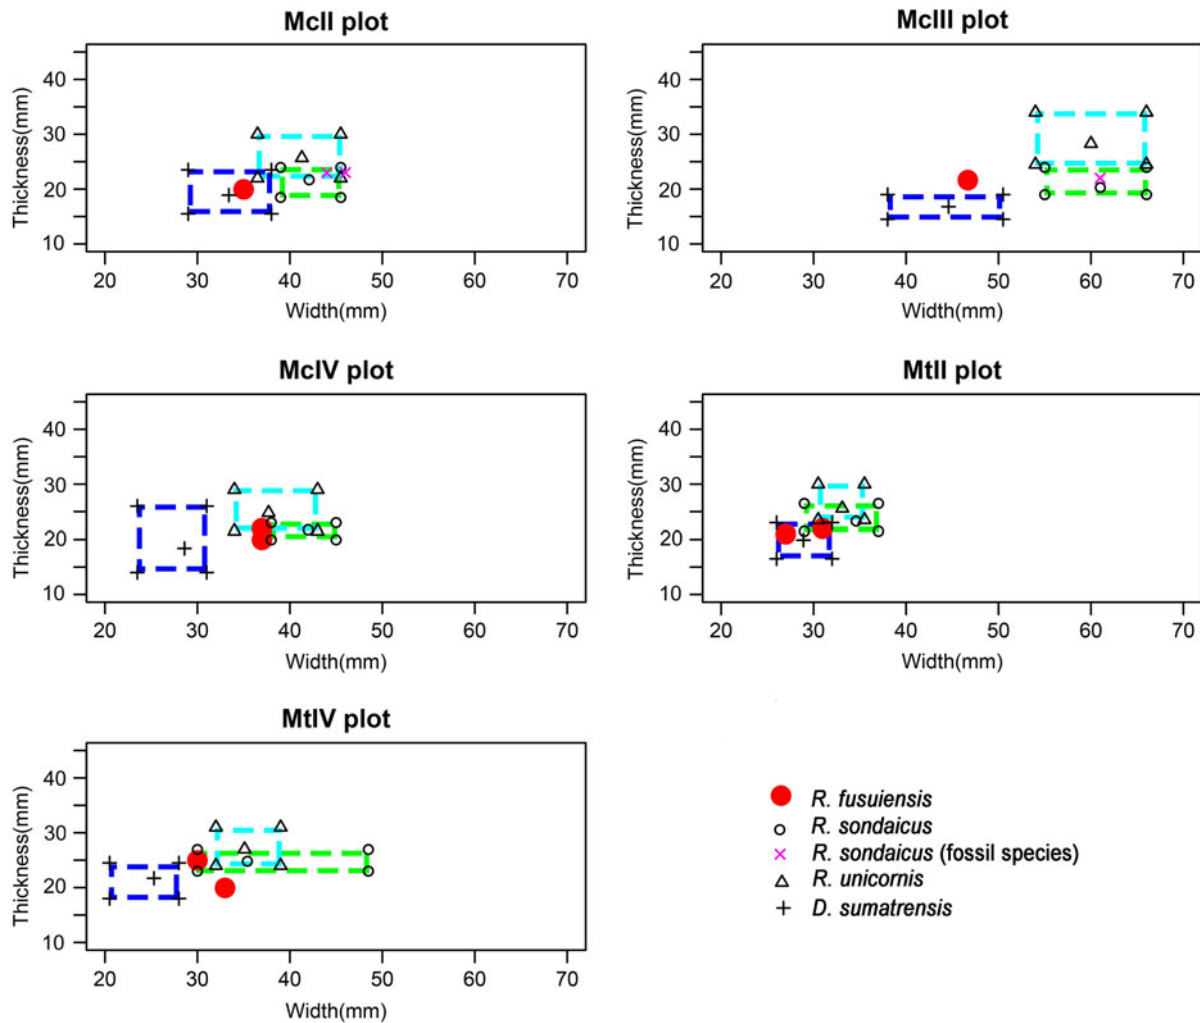 McII plot
40
30
20
10
Thickness(mm)
20 30 40 50 60 70
Width(mm)
McIII plot
40
30
20
10
Thickness(mm)
20 30 40 50 60 70
Width(mm)
McIV plot
40
30
20
10
Thickness(mm)
20 30 40 50 60 70
Width(mm)
MtII plot
40
30
20
10
Thickness(mm)
20 30 40 50 60 70
Width(mm)
MtIV plot
40
30
20
10
Thickness(mm)
20 30 40 50 60 70
Width(mm)
R. fusuiensis
R. sondaicus
R. sondaicus (fossil species)
R. unicornis
D. sumatrensis